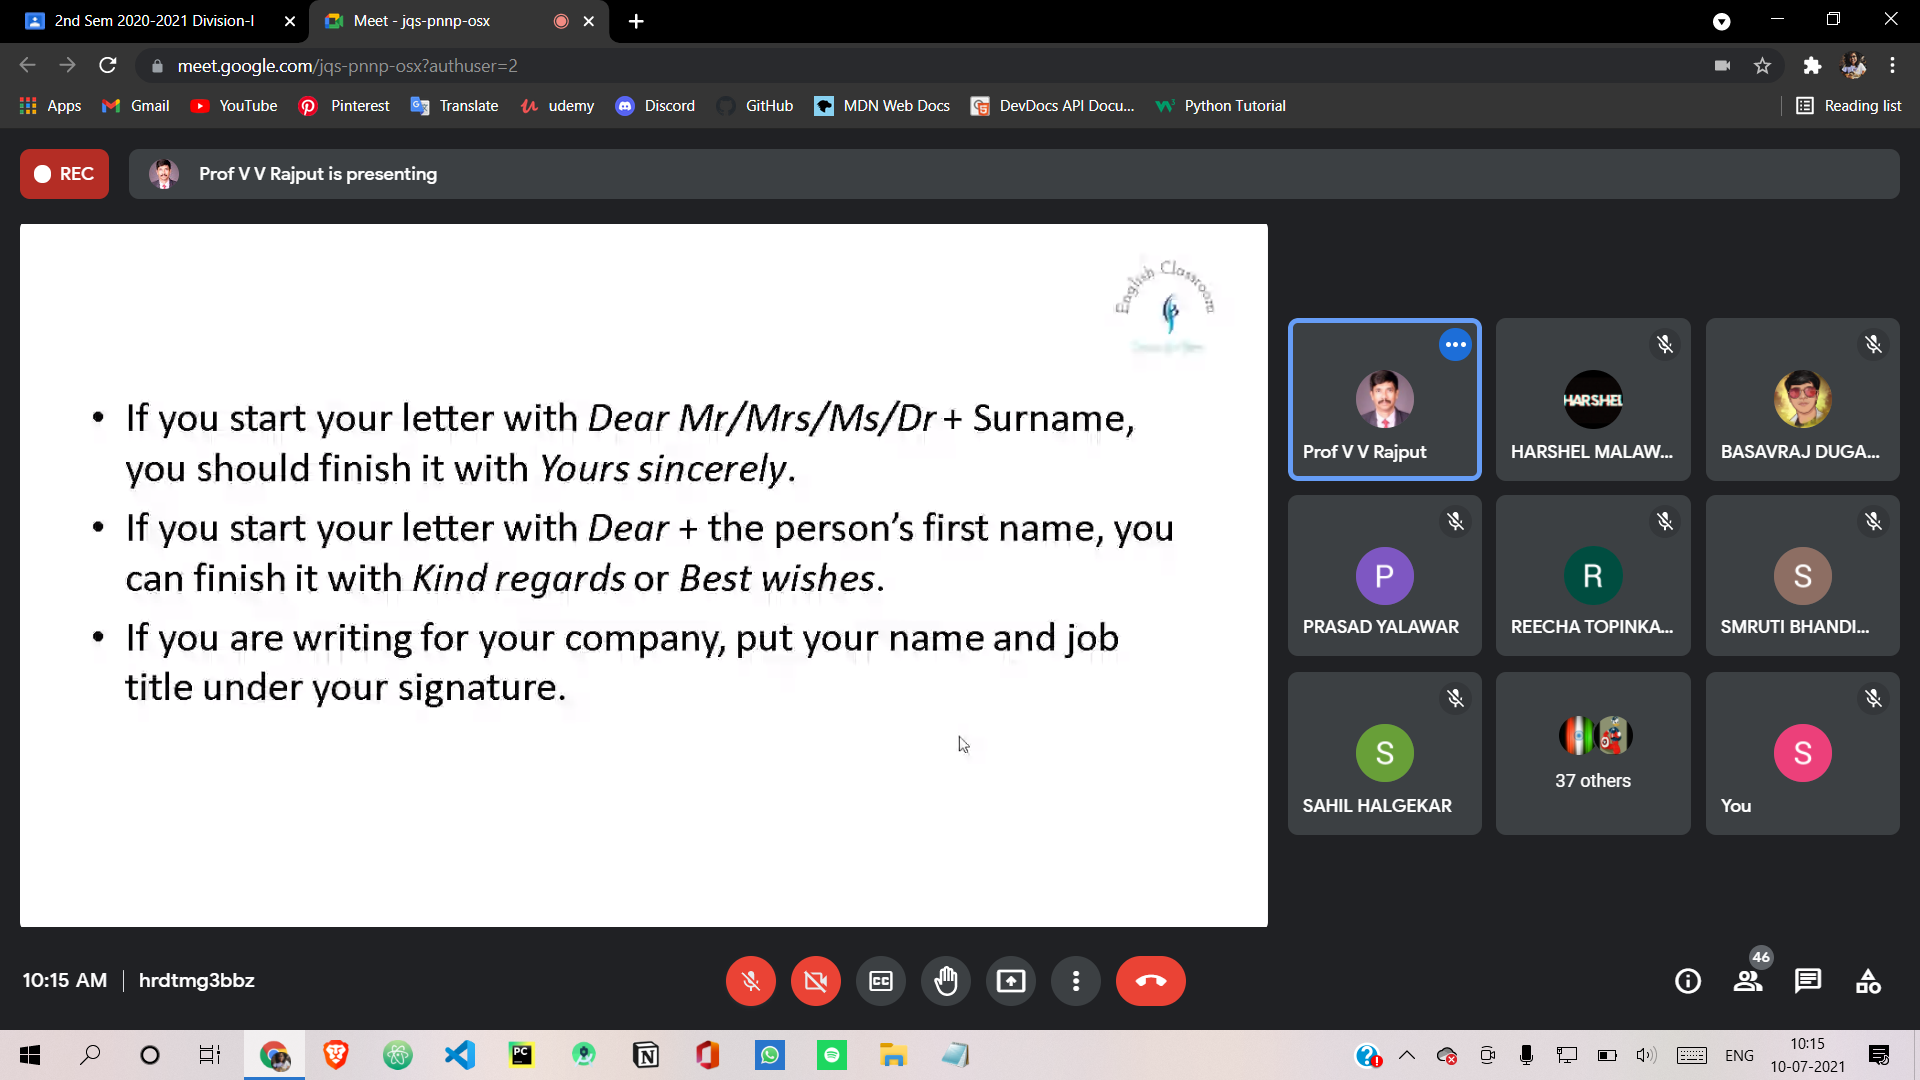 2nd Sem 2020-2021 Division-I
Meet - jqs-pnnp-osx
meet.google.com/jqs-pnnp-osx?authuser=2
Apps Gmail YouTube Pinterest Translate udemy Discord GitHub MDN Web Docs DevDocs API Docu... Python Tutorial Reading list
REC
Prof V V Rajput is presenting
English Classroom
• If you start your letter with Dear Mr/Mrs/Ms/Dr + Surname,
you should finish it with Yours sincerely.
• If you start your letter with Dear + the person's first name, you
can finish it with Kind regards or Best wishes.
• If you are writing for your company, put your name and job
title under your signature.
Prof V V Rajput
HARSHEL
HARSHEL MALAW...
BASAVRAJ DUGA...
P
PRASAD YALAWAR
R
REECHA TOPINKA...
S
SMRUTI BHANDI...
S
SAHIL HALGEKAR
37 others
S
You
10:15 AM | hrdtmg3bbz
CC
46
PC
ENG
10:15
10-07-2021